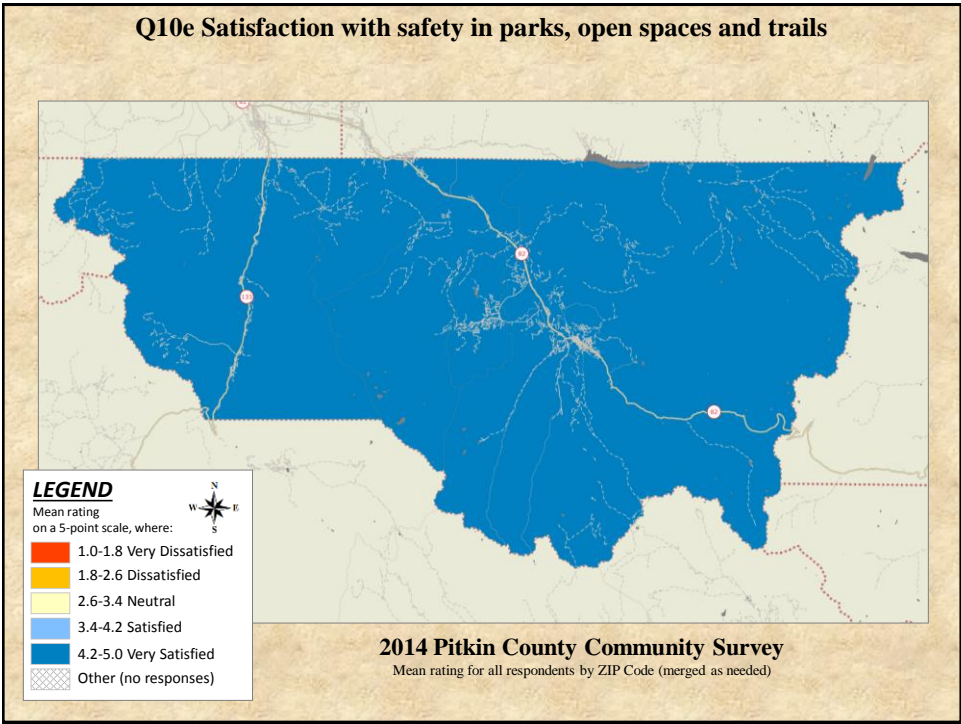 Q10e Satisfaction with safety in parks, open spaces and trails
82
82
133
82
LEGEND
Mean rating
on a 5-point scale, where:
N
W E
S
1.0-1.8 Very Dissatisfied
1.8-2.6 Dissatisfied
2.6-3.4 Neutral
3.4-4.2 Satisfied
4.2-5.0 Very Satisfied
Other (no responses)
2014 Pitkin County Community Survey
Mean rating for all respondents by ZIP Code (merged as needed)